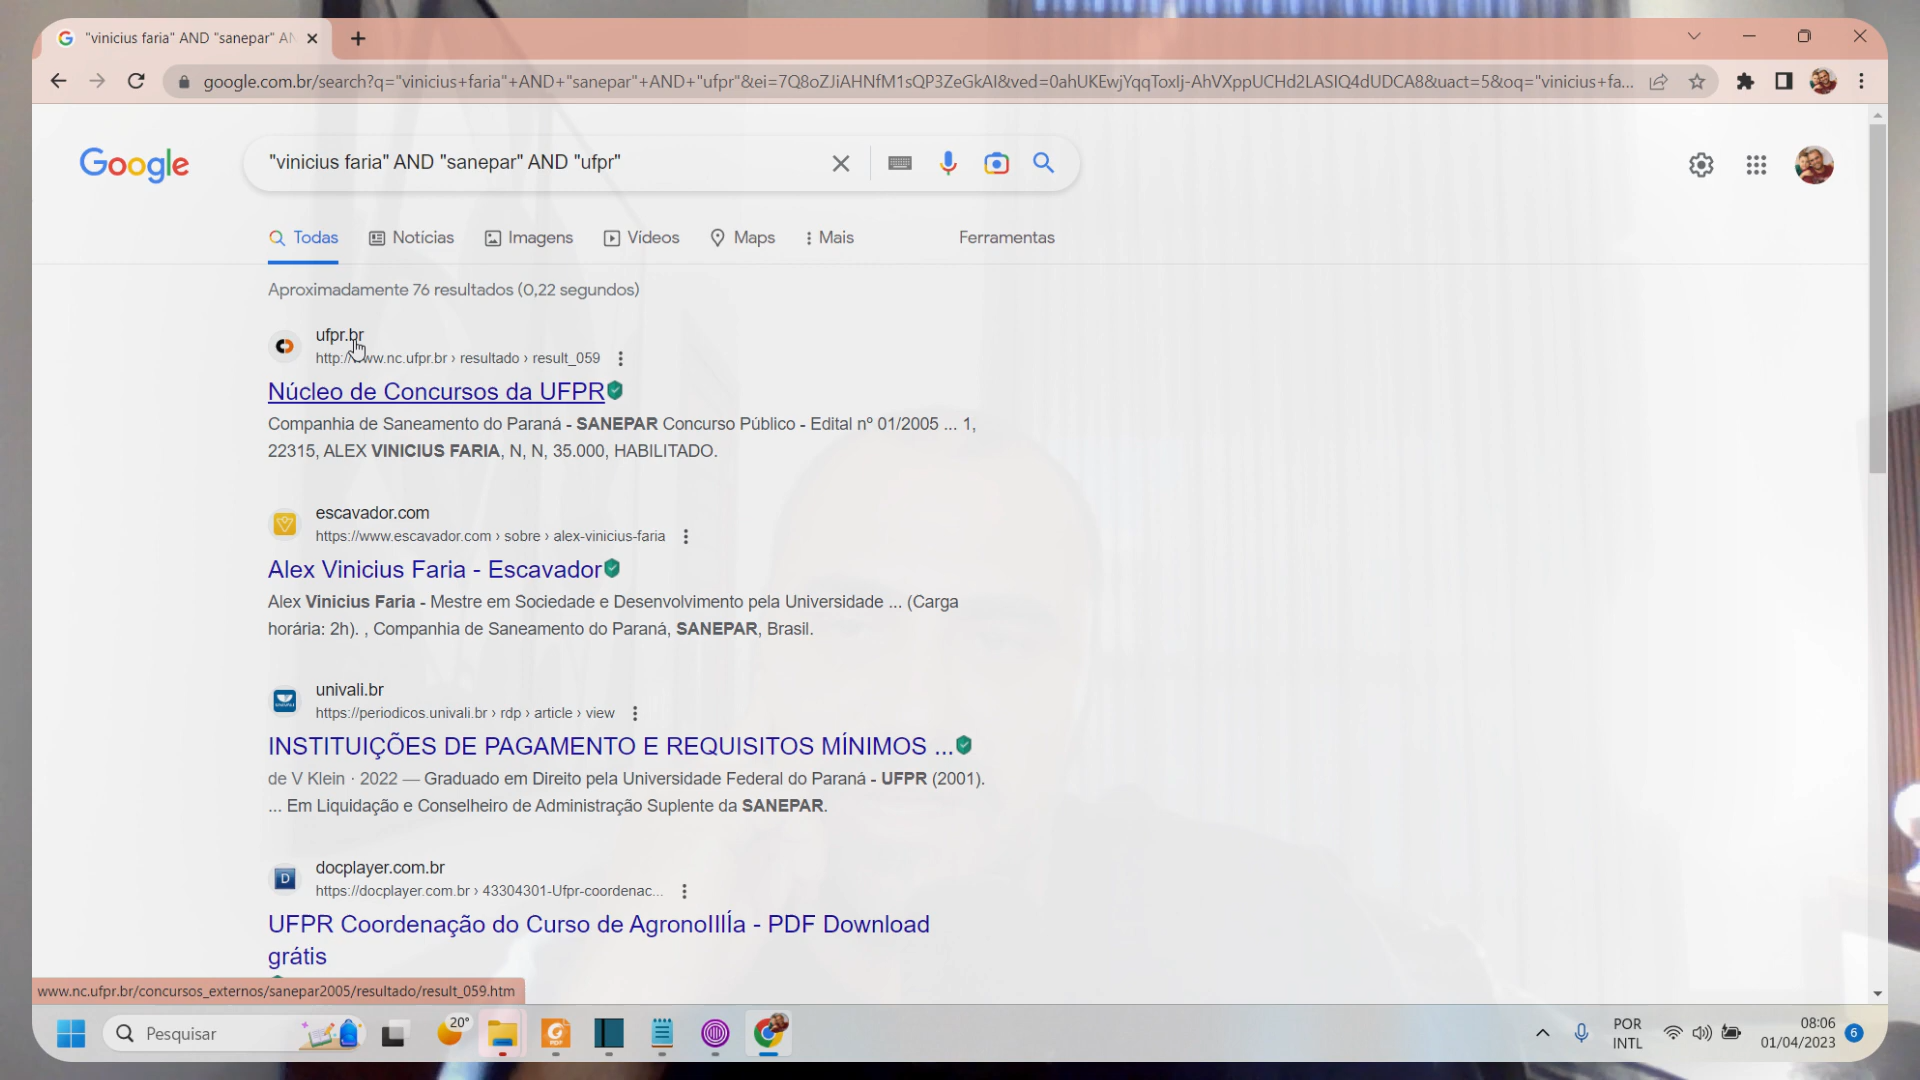 "vinicius faria" AND "sanepar" AN
google.com.br/search?q="vinicius+faria"+AND+"sanepar"+AND+"ufpr"&ei=7Q8oZJiAHNfM1sQP3ZeGkAI&ved=0ahUKEwjYqqToxIj-AhVXppUCHd2LASIQ4dUDCA8&uact=5&oq="vinicius+fa...
Google
"vinicius faria" AND "sanepar" AND "ufpr"
Todas
Notícias
Imagens
Vídeos
Maps
Mais
Ferramentas
Aproximadamente 76 resultados (0,22 segundos)
ufpr.br
http://www.nc.ufpr.br › resultado › result_059
Núcleo de Concursos da UFPR
Companhia de Saneamento do Paraná - SANEPAR Concurso Público - Edital nº 01/2005 ... 1,
22315, ALEX VINICIUS FARIA, N, N, 35.000, HABILITADO.
escavador.com
https://www.escavador.com › sobre › alex-vinicius-faria
Alex Vinicius Faria - Escavador
Alex Vinicius Faria - Mestre em Sociedade e Desenvolvimento pela Universidade ... (Carga
horária: 2h). , Companhia de Saneamento do Paraná, SANEPAR, Brasil.
univali.br
https://periodicos.univali.br › rdp › article › view
INSTITUIÇÕES DE PAGAMENTO E REQUISITOS MÍNIMOS ...
de V Klein · 2022 — Graduado em Direito pela Universidade Federal do Paraná - UFPR (2001).
... Em Liquidação e Conselheiro de Administração Suplente da SANEPAR.
docplayer.com.br
https://docplayer.com.br › 43304301-Ufpr-coordenac...
UFPR Coordenação do Curso de AgronoIIIÍa - PDF Download
grátis
www.nc.ufpr.br/concursos_externos/sanepar2005/resultado/result_059.htm
Pesquisar
20°
POR
INTL
08:06
01/04/2023
6